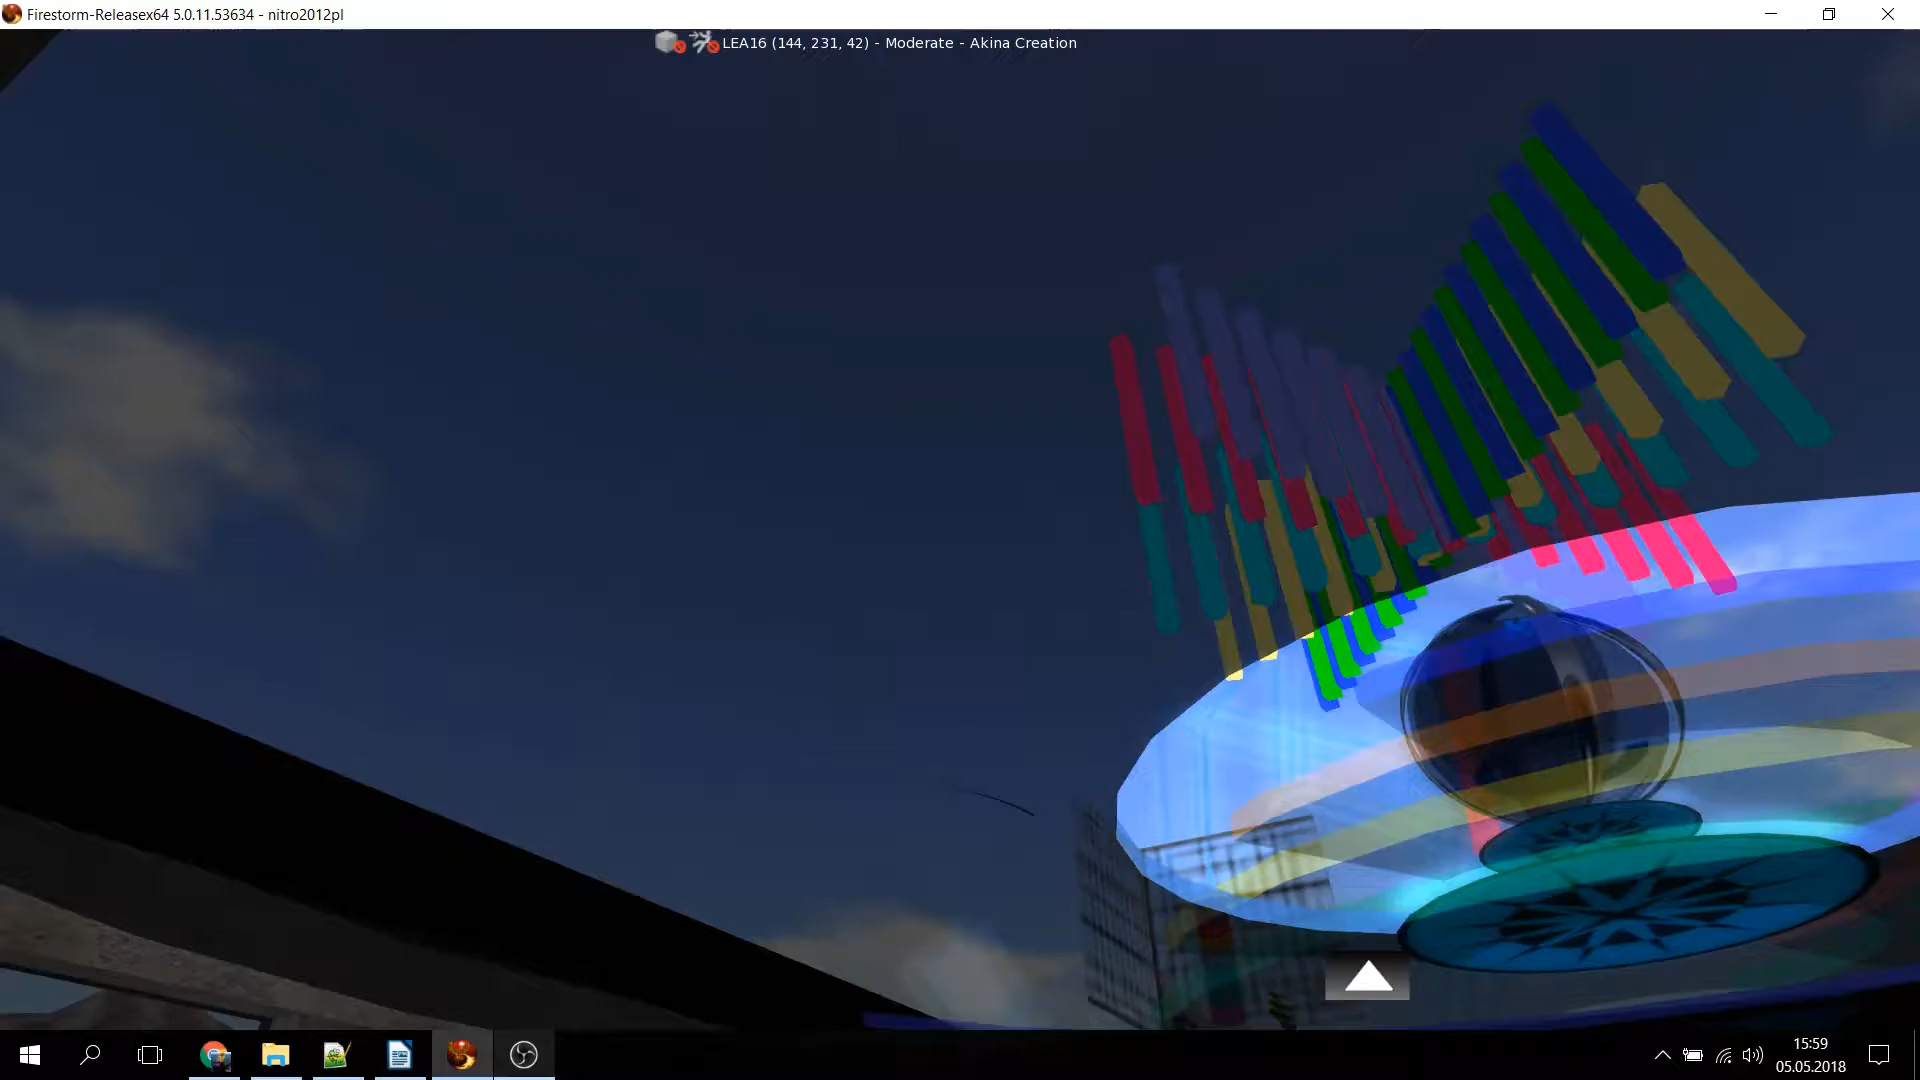 Firestorm-Releasex64 5.0.11.53634 - nitro2012pl
LEA16 (144, 231, 42) - Moderate - Akina Creation
15:59
05.05.2018